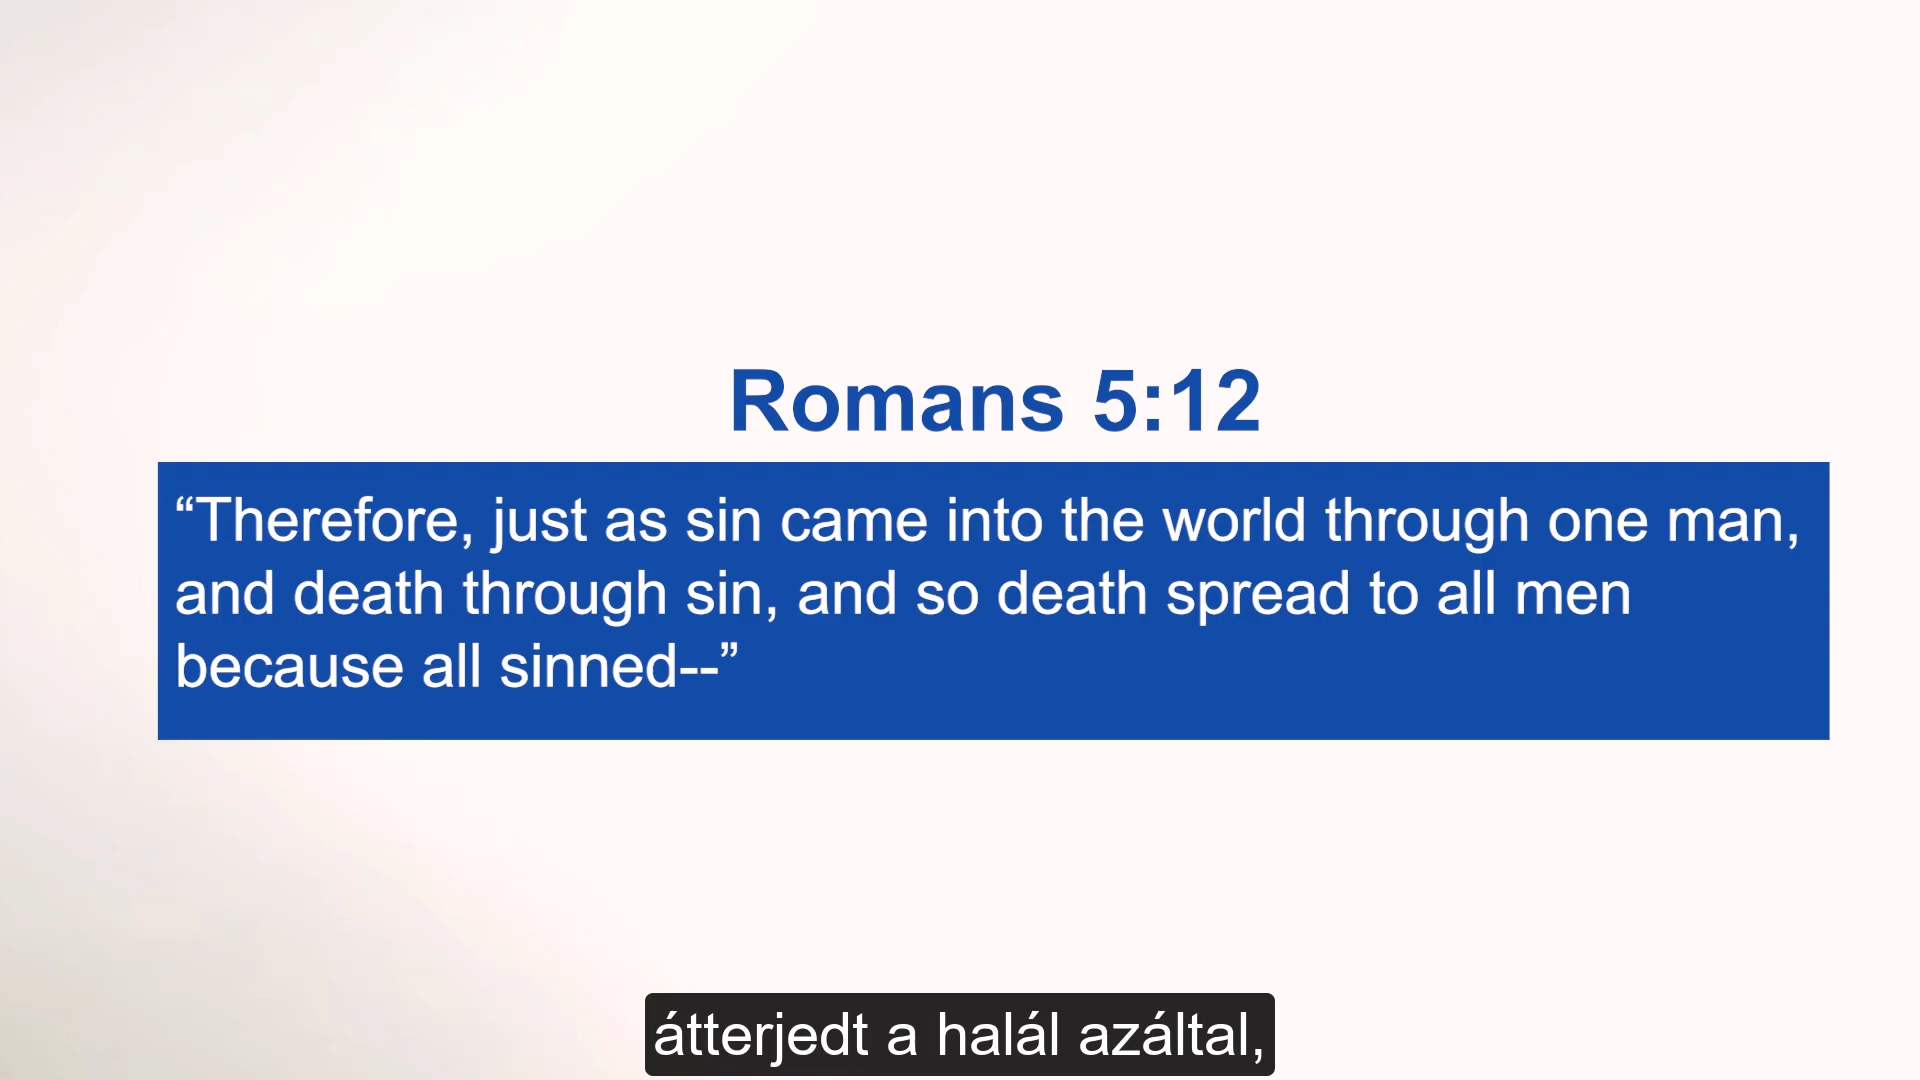 Romans 5:12
“Therefore, just as sin came into the world through one man,
and death through sin, and so death spread to all men
because all sinned--”
átterjedt a halál azáltal,